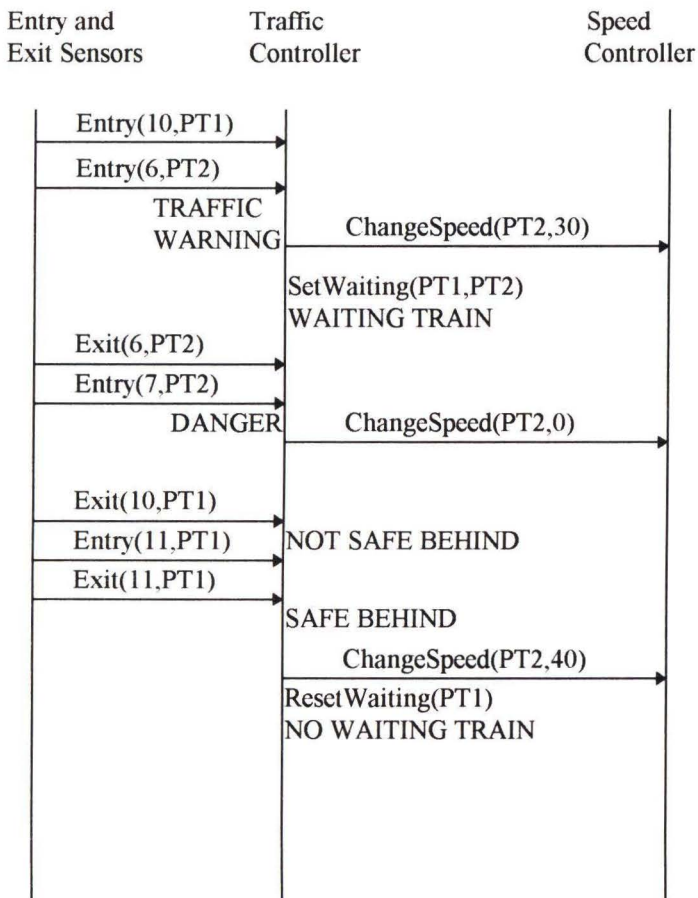 Entry and
Exit Sensors
Traffic
Controller
Speed
Controller
Entry(10,PT1)
Entry(6,PT2)
TRAFFIC
WARNING
ChangeSpeed(PT2,30)
SetWaiting(PT1,PT2)
WAITING TRAIN
Exit(6,PT2)
Entry(7,PT2)
DANGER
ChangeSpeed(PT2,0)
Exit(10,PT1)
Entry(11,PT1)
NOT SAFE BEHIND
Exit(11,PT1)
SAFE BEHIND
ChangeSpeed(PT2,40)
ResetWaiting(PT1)
NO WAITING TRAIN